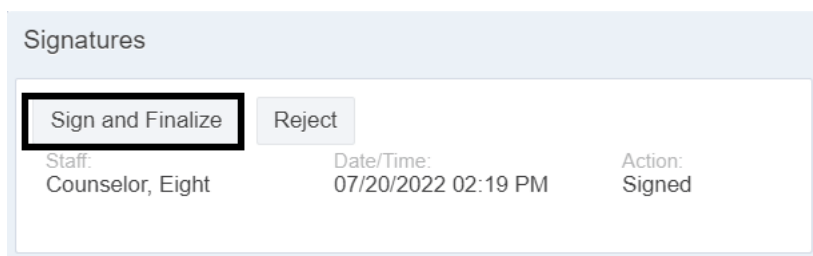 Signatures
Sign and Finalize Reject
Staff: Date/Time: Action:
Counselor, Eight 07/20/2022 02:19 PM Signed